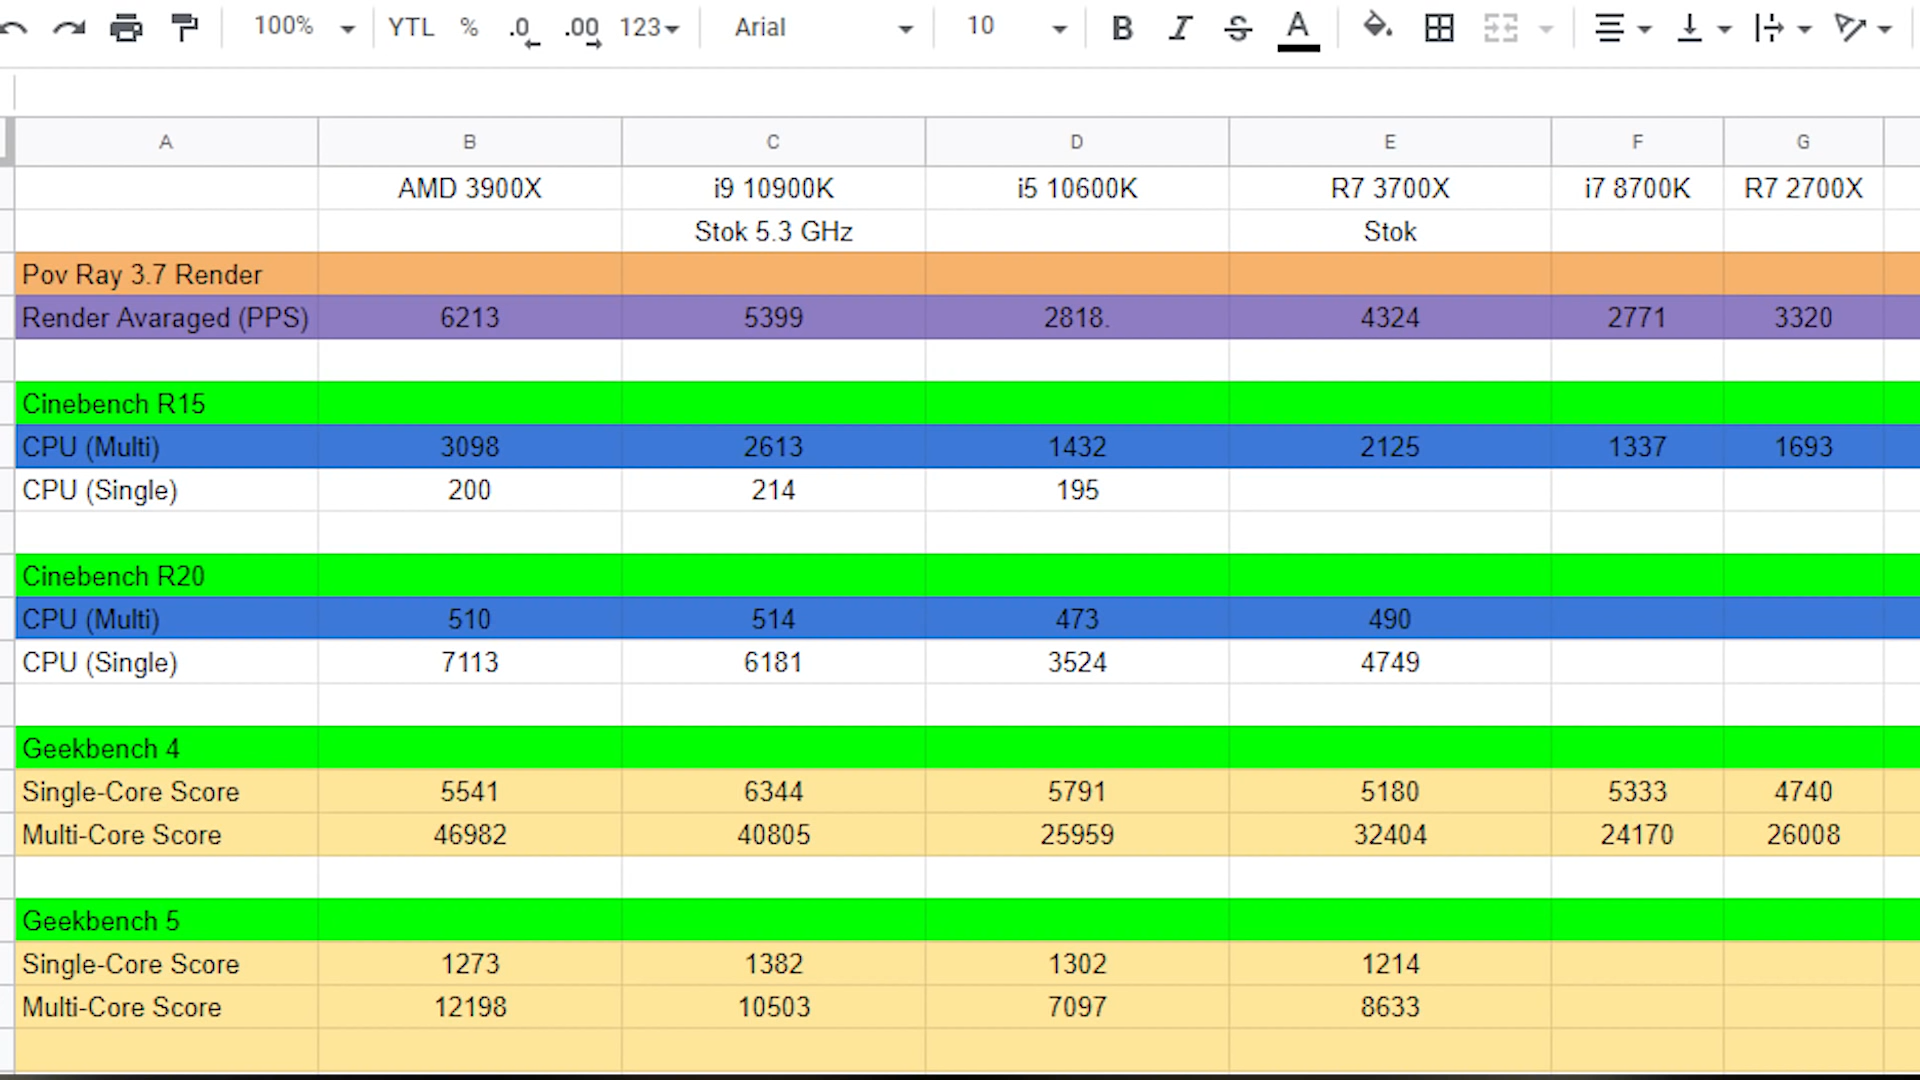 100% YTL % .0 .00 123 Arial 10 B I S A
A B C D E F G
AMD 3900X i9 10900K i5 10600K R7 3700X i7 8700K R7 2700X
Stok 5.3 GHz Stok
Pov Ray 3.7 Render
Render Avaraged (PPS) 6213 5399 2818. 4324 2771 3320
Cinebench R15
CPU (Multi) 3098 2613 1432 2125 1337 1693
CPU (Single) 200 214 195
Cinebench R20
CPU (Multi) 510 514 473 490
CPU (Single) 7113 6181 3524 4749
Geekbench 4
Single-Core Score 5541 6344 5791 5180 5333 4740
Multi-Core Score 46982 40805 25959 32404 24170 26008
Geekbench 5
Single-Core Score 1273 1382 1302 1214
Multi-Core Score 12198 10503 7097 8633